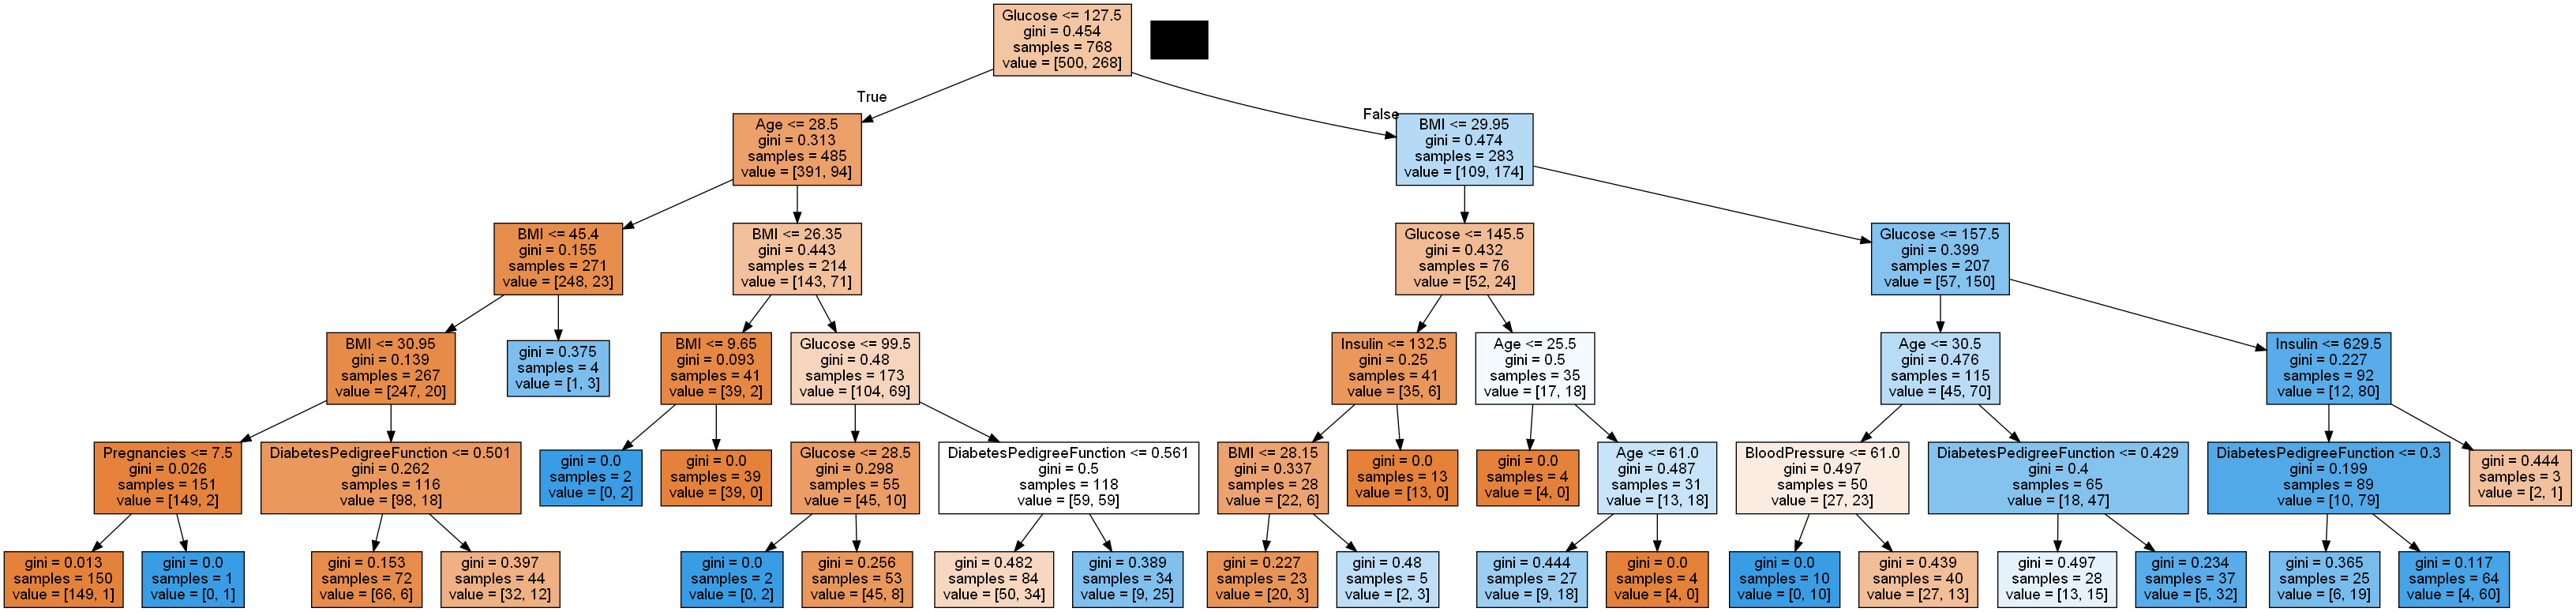 Glucose <= 127.5
gini = 0.454
samples = 768
value = [500, 268]
True
False
Age <= 28.5
gini = 0.313
samples = 485
value = [391, 94]
BMI <= 29.95
gini = 0.474
samples = 283
value = [109, 174]
BMI <= 45.4
gini = 0.155
samples = 271
value = [248, 23]
BMI <= 26.35
gini = 0.443
samples = 214
value = [143, 71]
Glucose <= 145.5
gini = 0.432
samples = 76
value = [52, 24]
Glucose <= 157.5
gini = 0.399
samples = 207
value = [57, 150]
BMI <= 30.95
gini = 0.139
samples = 267
value = [247, 20]
gini = 0.375
samples = 4
value = [1, 3]
BMI <= 9.65
gini = 0.093
samples = 41
value = [39, 2]
Glucose <= 99.5
gini = 0.48
samples = 173
value = [104, 69]
Insulin <= 132.5
gini = 0.25
samples = 41
value = [35, 6]
Age <= 25.5
gini = 0.5
samples = 35
value = [17, 18]
Age <= 30.5
gini = 0.476
samples = 115
value = [45, 70]
Insulin <= 629.5
gini = 0.227
samples = 92
value = [12, 80]
Pregnancies <= 7.5
gini = 0.026
samples = 151
value = [149, 2]
DiabetesPedigreeFunction <= 0.501
gini = 0.262
samples = 116
value = [98, 18]
gini = 0.0
samples = 2
value = [0, 2]
gini = 0.0
samples = 39
value = [39, 0]
Glucose <= 28.5
gini = 0.298
samples = 55
value = [45, 10]
DiabetesPedigreeFunction <= 0.561
gini = 0.5
samples = 118
value = [59, 59]
BMI <= 28.15
gini = 0.337
samples = 28
value = [22, 6]
gini = 0.0
samples = 13
value = [13, 0]
gini = 0.0
samples = 4
value = [4, 0]
Age <= 61.0
gini = 0.487
samples = 31
value = [13, 18]
BloodPressure <= 61.0
gini = 0.497
samples = 50
value = [27, 23]
DiabetesPedigreeFunction <= 0.429
gini = 0.4
samples = 65
value = [18, 47]
DiabetesPedigreeFunction <= 0.3
gini = 0.199
samples = 89
value = [10, 79]
gini = 0.444
samples = 3
value = [2, 1]
gini = 0.013
samples = 150
value = [149, 1]
gini = 0.0
samples = 1
value = [0, 1]
gini = 0.153
samples = 72
value = [66, 6]
gini = 0.397
samples = 44
value = [32, 12]
gini = 0.0
samples = 2
value = [0, 2]
gini = 0.256
samples = 53
value = [45, 8]
gini = 0.482
samples = 84
value = [50, 34]
gini = 0.389
samples = 34
value = [9, 25]
gini = 0.227
samples = 23
value = [20, 3]
gini = 0.48
samples = 5
value = [2, 3]
gini = 0.444
samples = 27
value = [9, 18]
gini = 0.0
samples = 4
value = [4, 0]
gini = 0.0
samples = 10
value = [0, 10]
gini = 0.439
samples = 40
value = [27, 13]
gini = 0.497
samples = 28
value = [13, 15]
gini = 0.234
samples = 37
value = [5, 32]
gini = 0.365
samples = 25
value = [6, 19]
gini = 0.117
samples = 64
value = [4, 60]